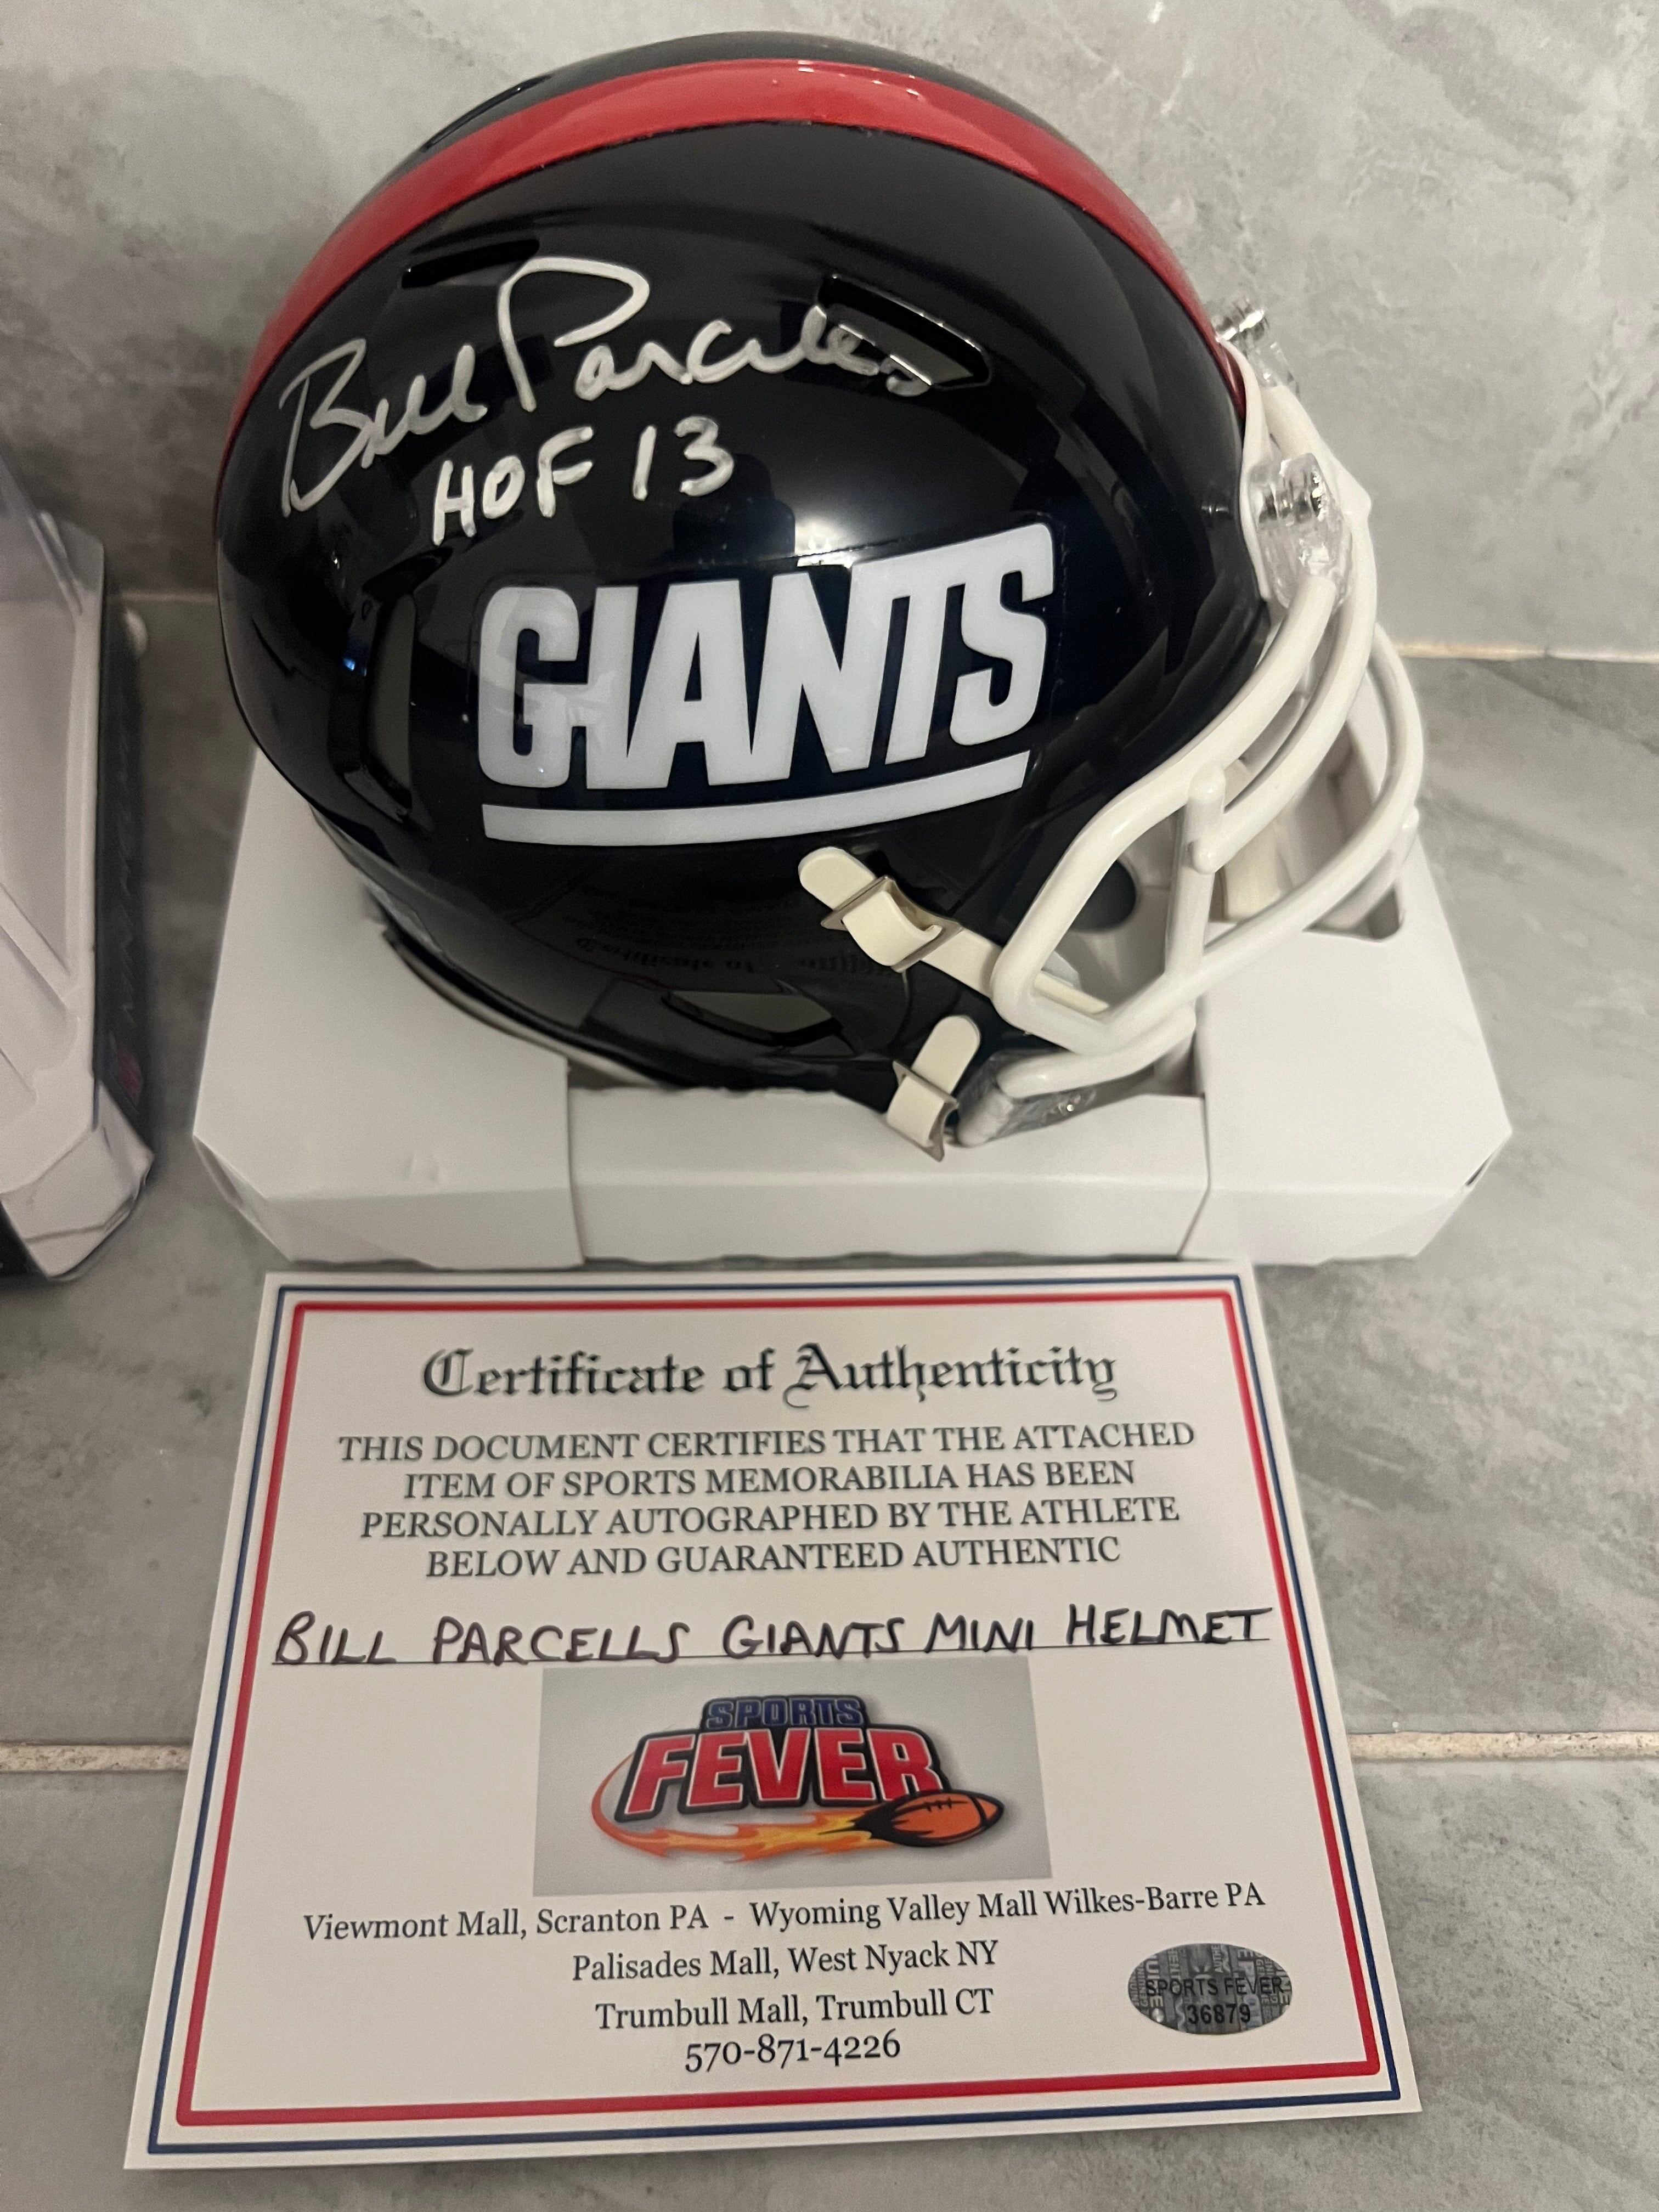 Bill Parcells
HOF 13
GIANTS
Certificate of Authenticity
THIS DOCUMENT CERTIFIES THAT THE ATTACHED
ITEM OF SPORTS MEMORABILIA HAS BEEN
PERSONALLY AUTOGRAPHED BY THE ATHLETE
BELOW AND GUARANTEED AUTHENTIC
BILL PARCELLS GIANTS MINI HELMET
SPORTS
FEVER
Viewmont Mall, Scranton PA - Wyoming Valley Mall Wilkes-Barre PA
Palisades Mall, West Nyack NY
Trumbull Mall, Trumbull CT
570-871-4226
SPORTS FEVER
36879